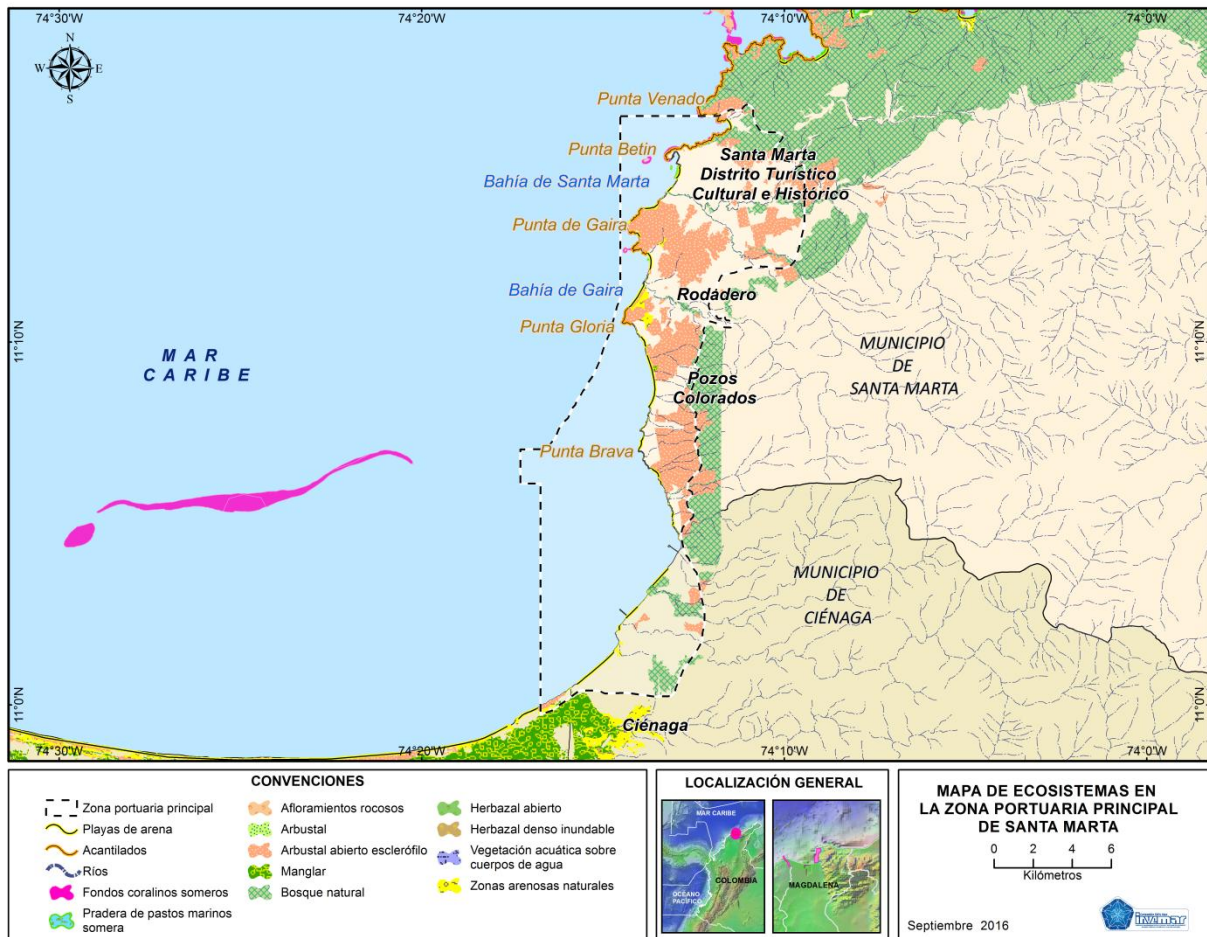 74°30'W
74°20'W
74°10'W
74°0'W
N
W
E
S
Punta Venado
Punta Betin
Santa Marta
Distrito Turístico
Cultural e Histórico
Bahía de Santa Marta
Punta de Gaira
Bahía de Gaira
Rodadero
Punta Gloria
11°10'N
11°10'N
MAR
CARIBE
MUNICIPIO
DE
SANTA MARTA
Pozos
Colorados
Punta Brava
MUNICIPIO
DE
CIÉNAGA
11°0'N
11°0'N
Ciénaga
74°30'W
74°20'W
74°10'W
74°0'W
CONVENCIONES
Zona portuaria principal
Playas de arena
Acantilados
Ríos
Fondos coralinos someros
Pradera de pastos marinos
somera
Afloramientos rocosos
Arbustal
Arbustal abierto esclerófilo
Manglar
Bosque natural
Herbazal abierto
Herbazal denso inundable
Vegetación acuática sobre
cuerpos de agua
Zonas arenosas naturales
LOCALIZACIÓN GENERAL
MAR CARIBE
COLOMBIA
OCÉANO
PACÍFICO
MAGDALENA
MAPA DE ECOSISTEMAS EN
LA ZONA PORTUARIA PRINCIPAL
DE SANTA MARTA
0 2 4 6
Kilómetros
Septiembre 2016
invemar